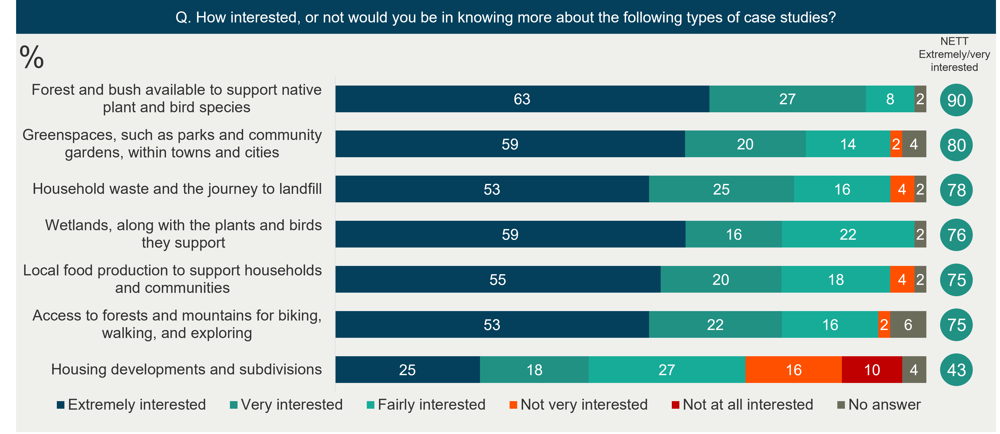 Q. How interested, or not would you be in knowing more about the following types of case studies?
%
NETT
Extremely/very
interested
Forest and bush available to support native
plant and bird species
63 27 8 2 90
Greenspaces, such as parks and community
gardens, within towns and cities
59 20 14 2 4 80
Household waste and the journey to landfill
53 25 16 4 2 78
Wetlands, along with the plants and birds
they support
59 16 22 2 76
Local food production to support households
and communities
55 20 18 4 2 75
Access to forests and mountains for biking,
walking, and exploring
53 22 16 2 6 75
Housing developments and subdivisions
25 18 27 16 10 4 43
Extremely interested Very interested Fairly interested Not very interested Not at all interested No answer